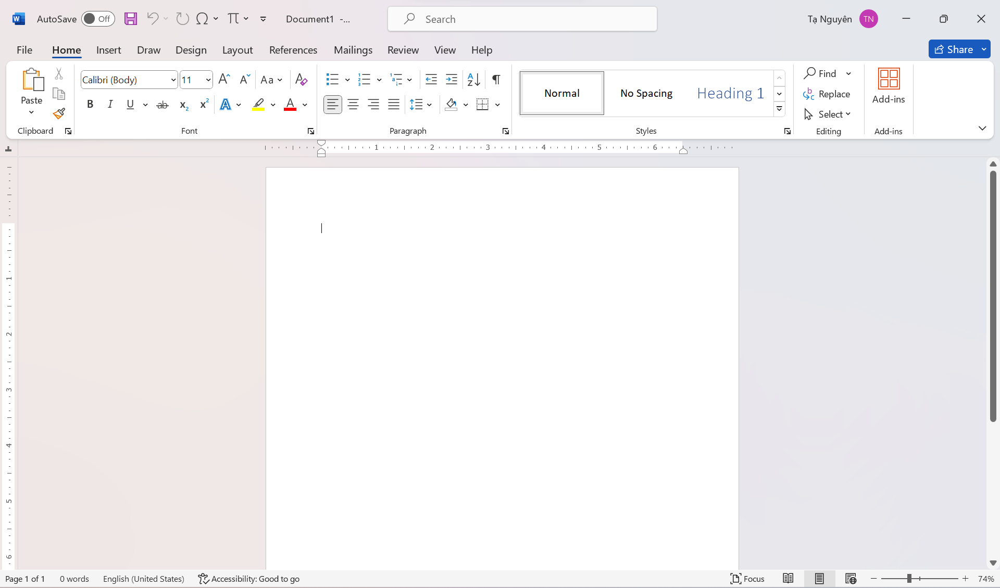 AutoSave Off Document1 -... Search Tạ Nguyên TN
File Home Insert Draw Design Layout References Mailings Review View Help Share
Paste
Clipboard
Calibri (Body) 11 Aa
B I U ab x₂ x² A A
Font
Paragraph
Normal No Spacing Heading 1
Styles
Find
Replace
Select
Editing
Add-ins
Add-ins
1 2 3 4 5 6
1
2
3
4
5
6
Page 1 of 1 0 words English (United States) Accessibility: Good to go Focus 74%